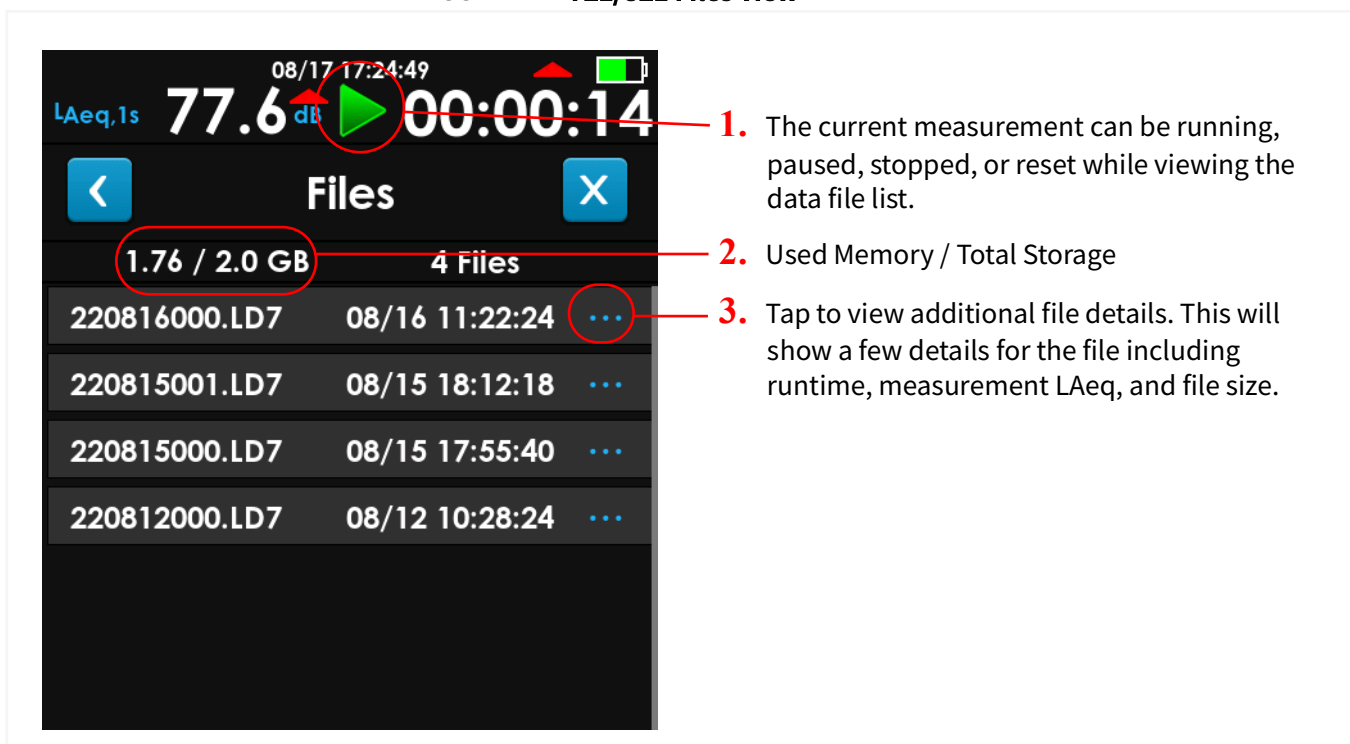 08/17 17:24:49
LAeq,1s 77.6 dB 00:00:14
Files
X
1.76 / 2.0 GB 4 Files
220816000.LD7 08/16 11:22:24 ...
220815001.LD7 08/15 18:12:18 ...
220815000.LD7 08/15 17:55:40 ...
220812000.LD7 08/12 10:28:24 ...
1. The current measurement can be running,
paused, stopped, or reset while viewing the
data file list.
2. Used Memory / Total Storage
3. Tap to view additional file details. This will
show a few details for the file including
runtime, measurement LAeq, and file size.